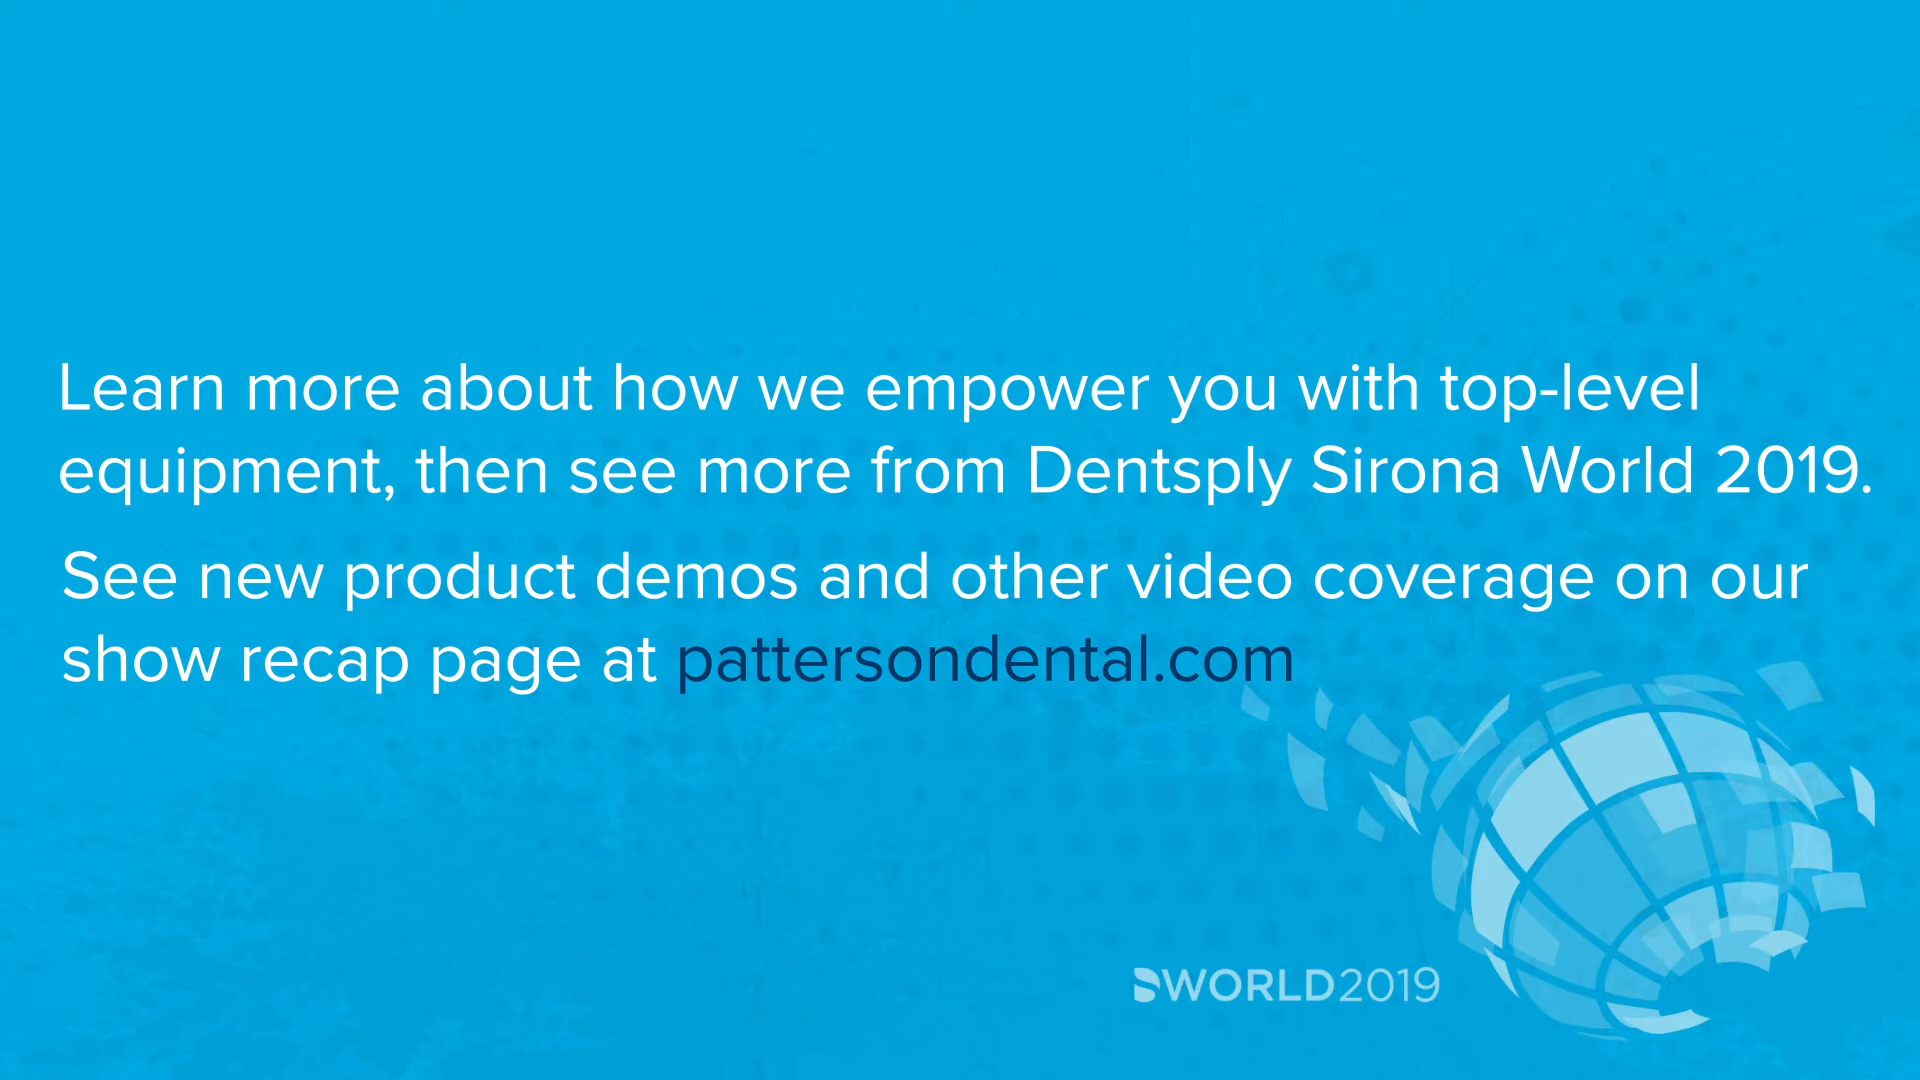 Learn more about how we empower you with top-level
equipment, then see more from Dentsply Sirona World 2019.
See new product demos and other video coverage on our
show recap page at pattersondental.com
WORLD2019